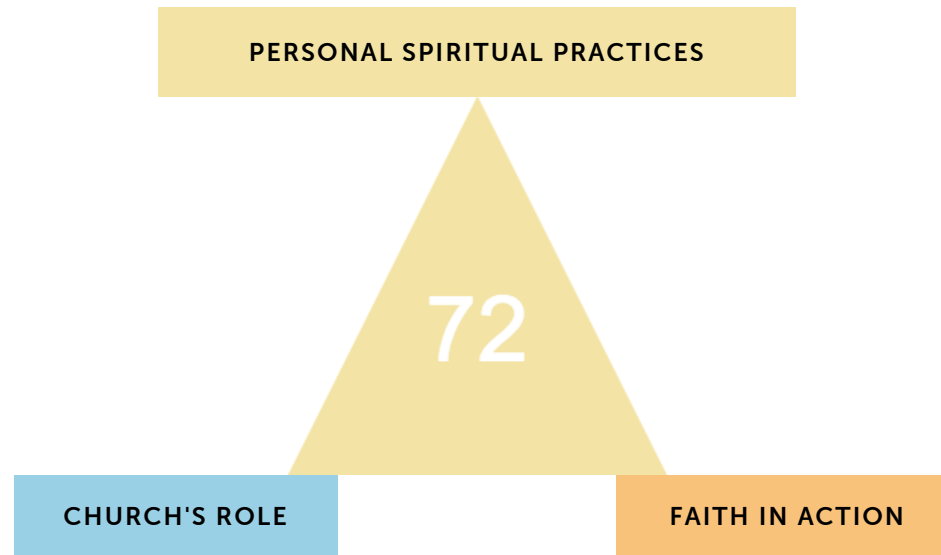 PERSONAL SPIRITUAL PRACTICES
72
CHURCH'S ROLE
FAITH IN ACTION